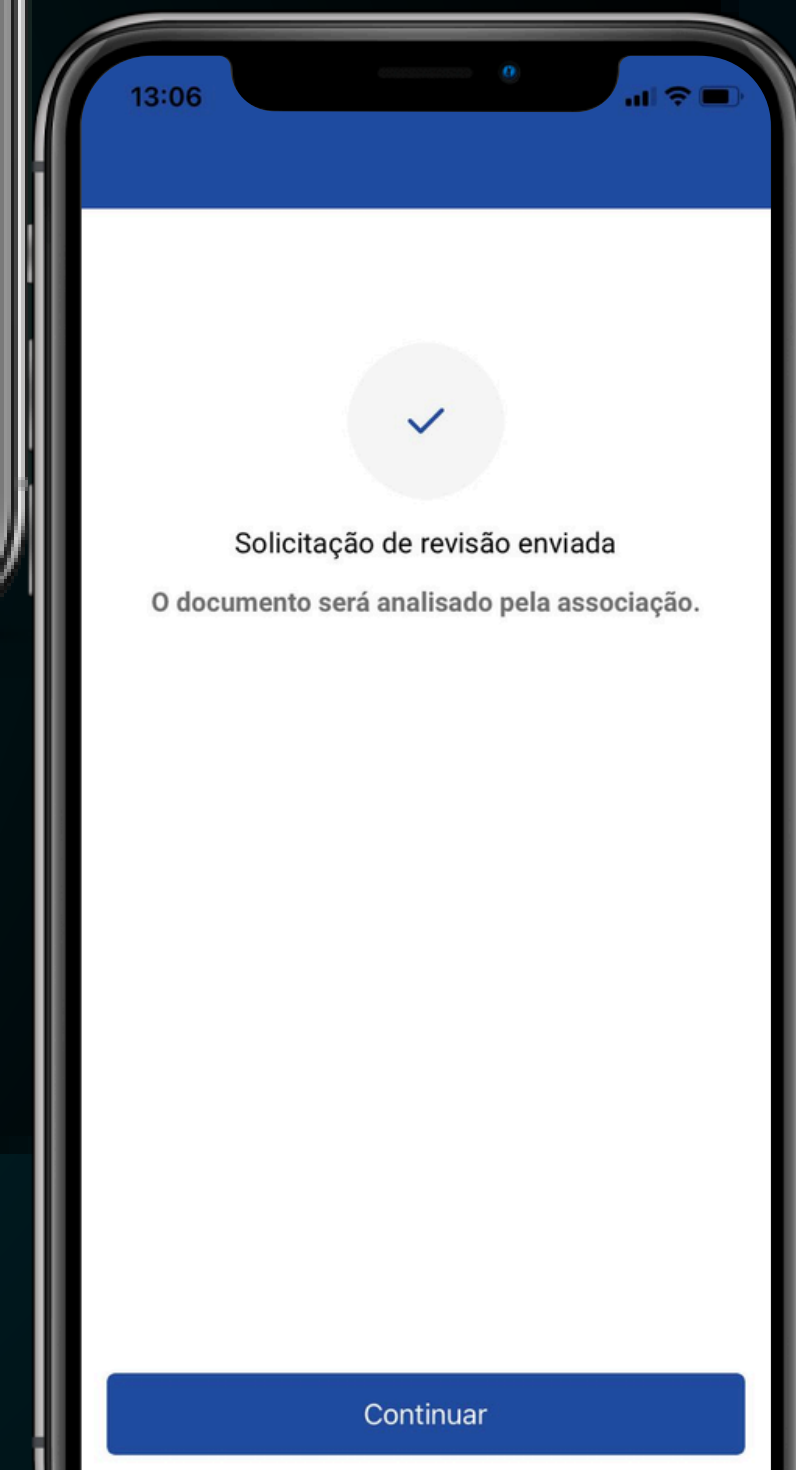 13:06
Solicitação de revisão enviada
O documento será analisado pela associação.
Continuar